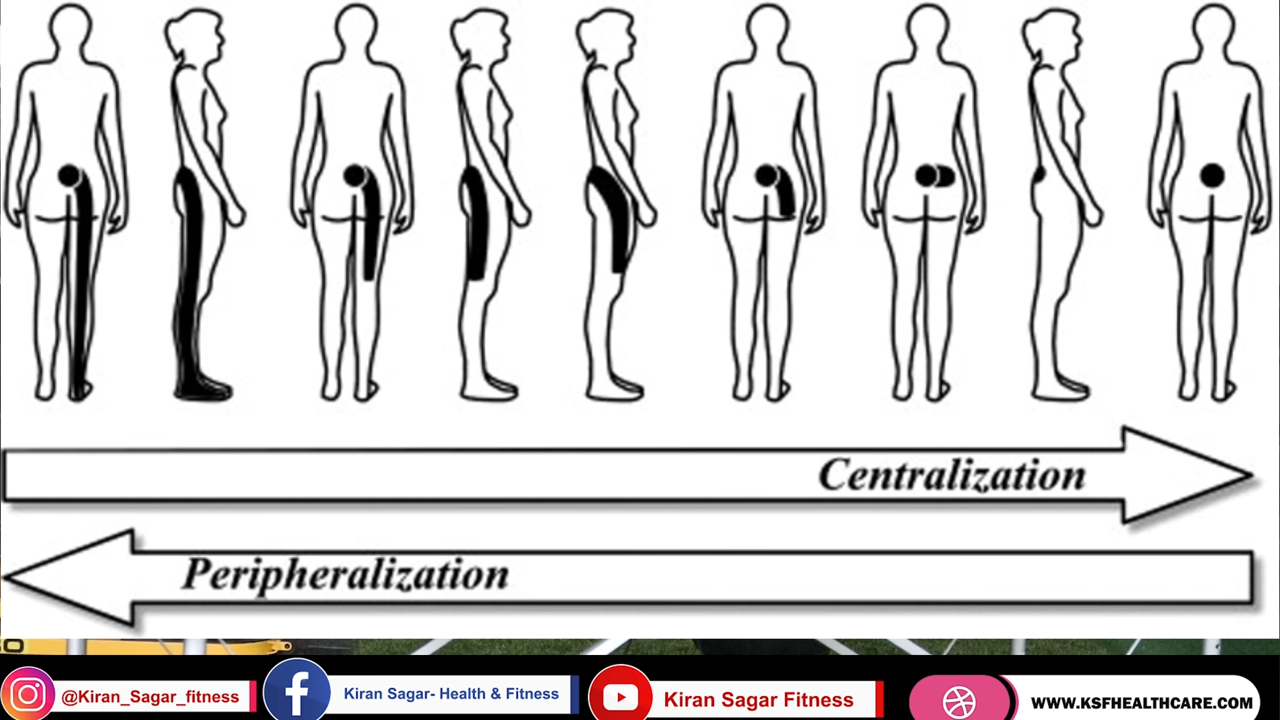 Centralization
Peripheralization
@Kiran_Sagar_fitness
Kiran Sagar- Health & Fitness
Kiran Sagar Fitness
WWW.KSFHEALTHCARE.COM